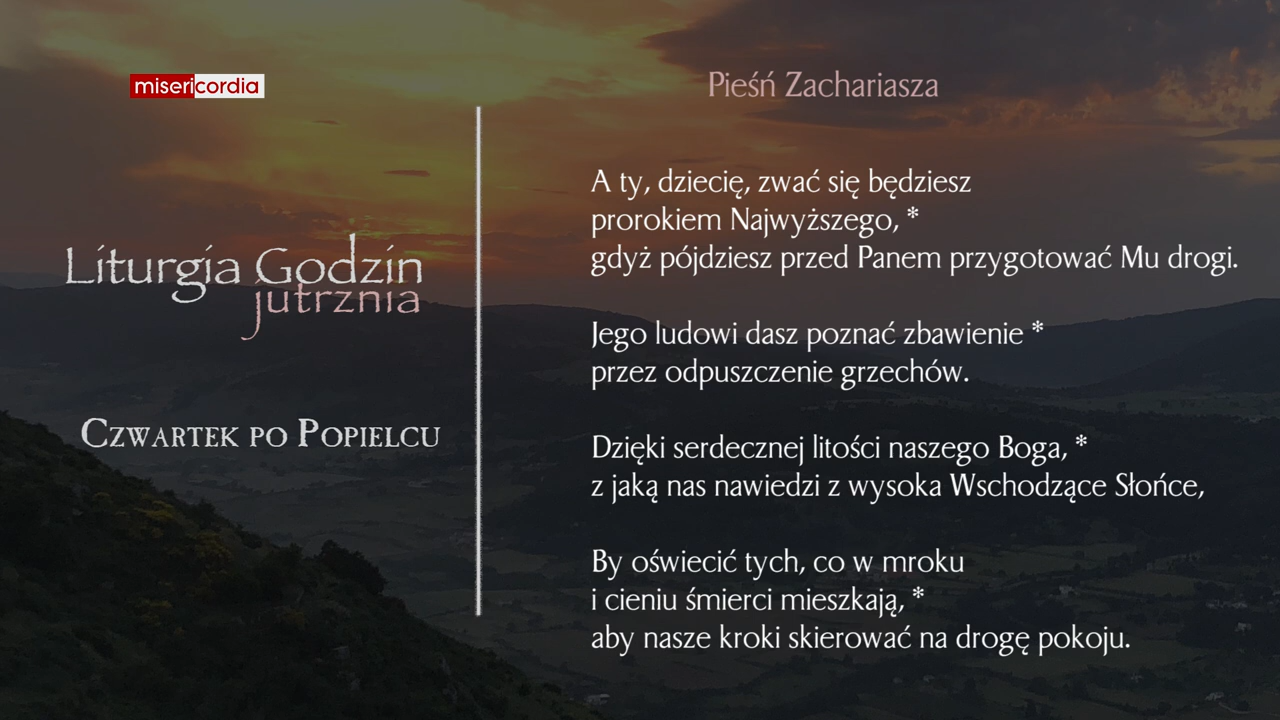 misericordia
Liturgia Godzin
jutrznia
Czwartek po Popielcu
Pieśń Zachariasza
A ty, dziecię, zwać się będziesz
prorokiem Najwyższego, *
gdyż pójdziesz przed Panem przygotować Mu drogi.
Jego ludowi dasz poznać zbawienie *
przez odpuszczenie grzechów.
Dzięki serdecznej litości naszego Boga, *
z jaką nas nawiedzi z wysoka Wschodzące Słońce,
By oświecić tych, co w mroku
i cieniu śmierci mieszkają, *
aby nasze kroki skierować na drogę pokoju.